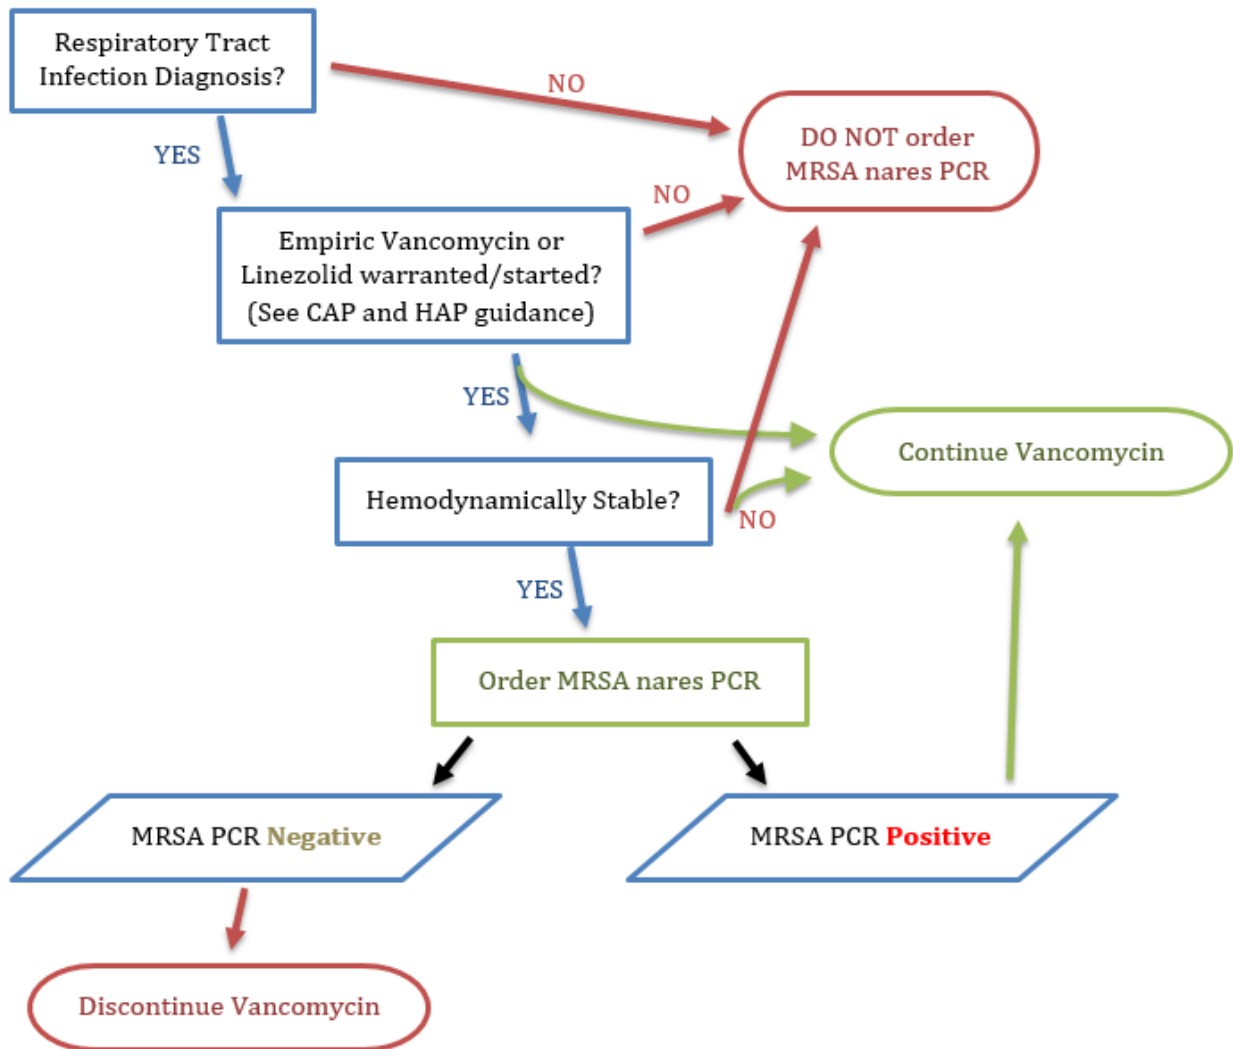 Respiratory Tract
Infection Diagnosis?
NO
DO NOT order
MRSA nares PCR
YES
NO
Empiric Vancomycin or
Linezolid warranted/started?
(See CAP and HAP guidance)
YES
Continue Vancomycin
Hemodynamically Stable?
NO
YES
Order MRSA nares PCR
MRSA PCR Negative
MRSA PCR Positive
Discontinue Vancomycin